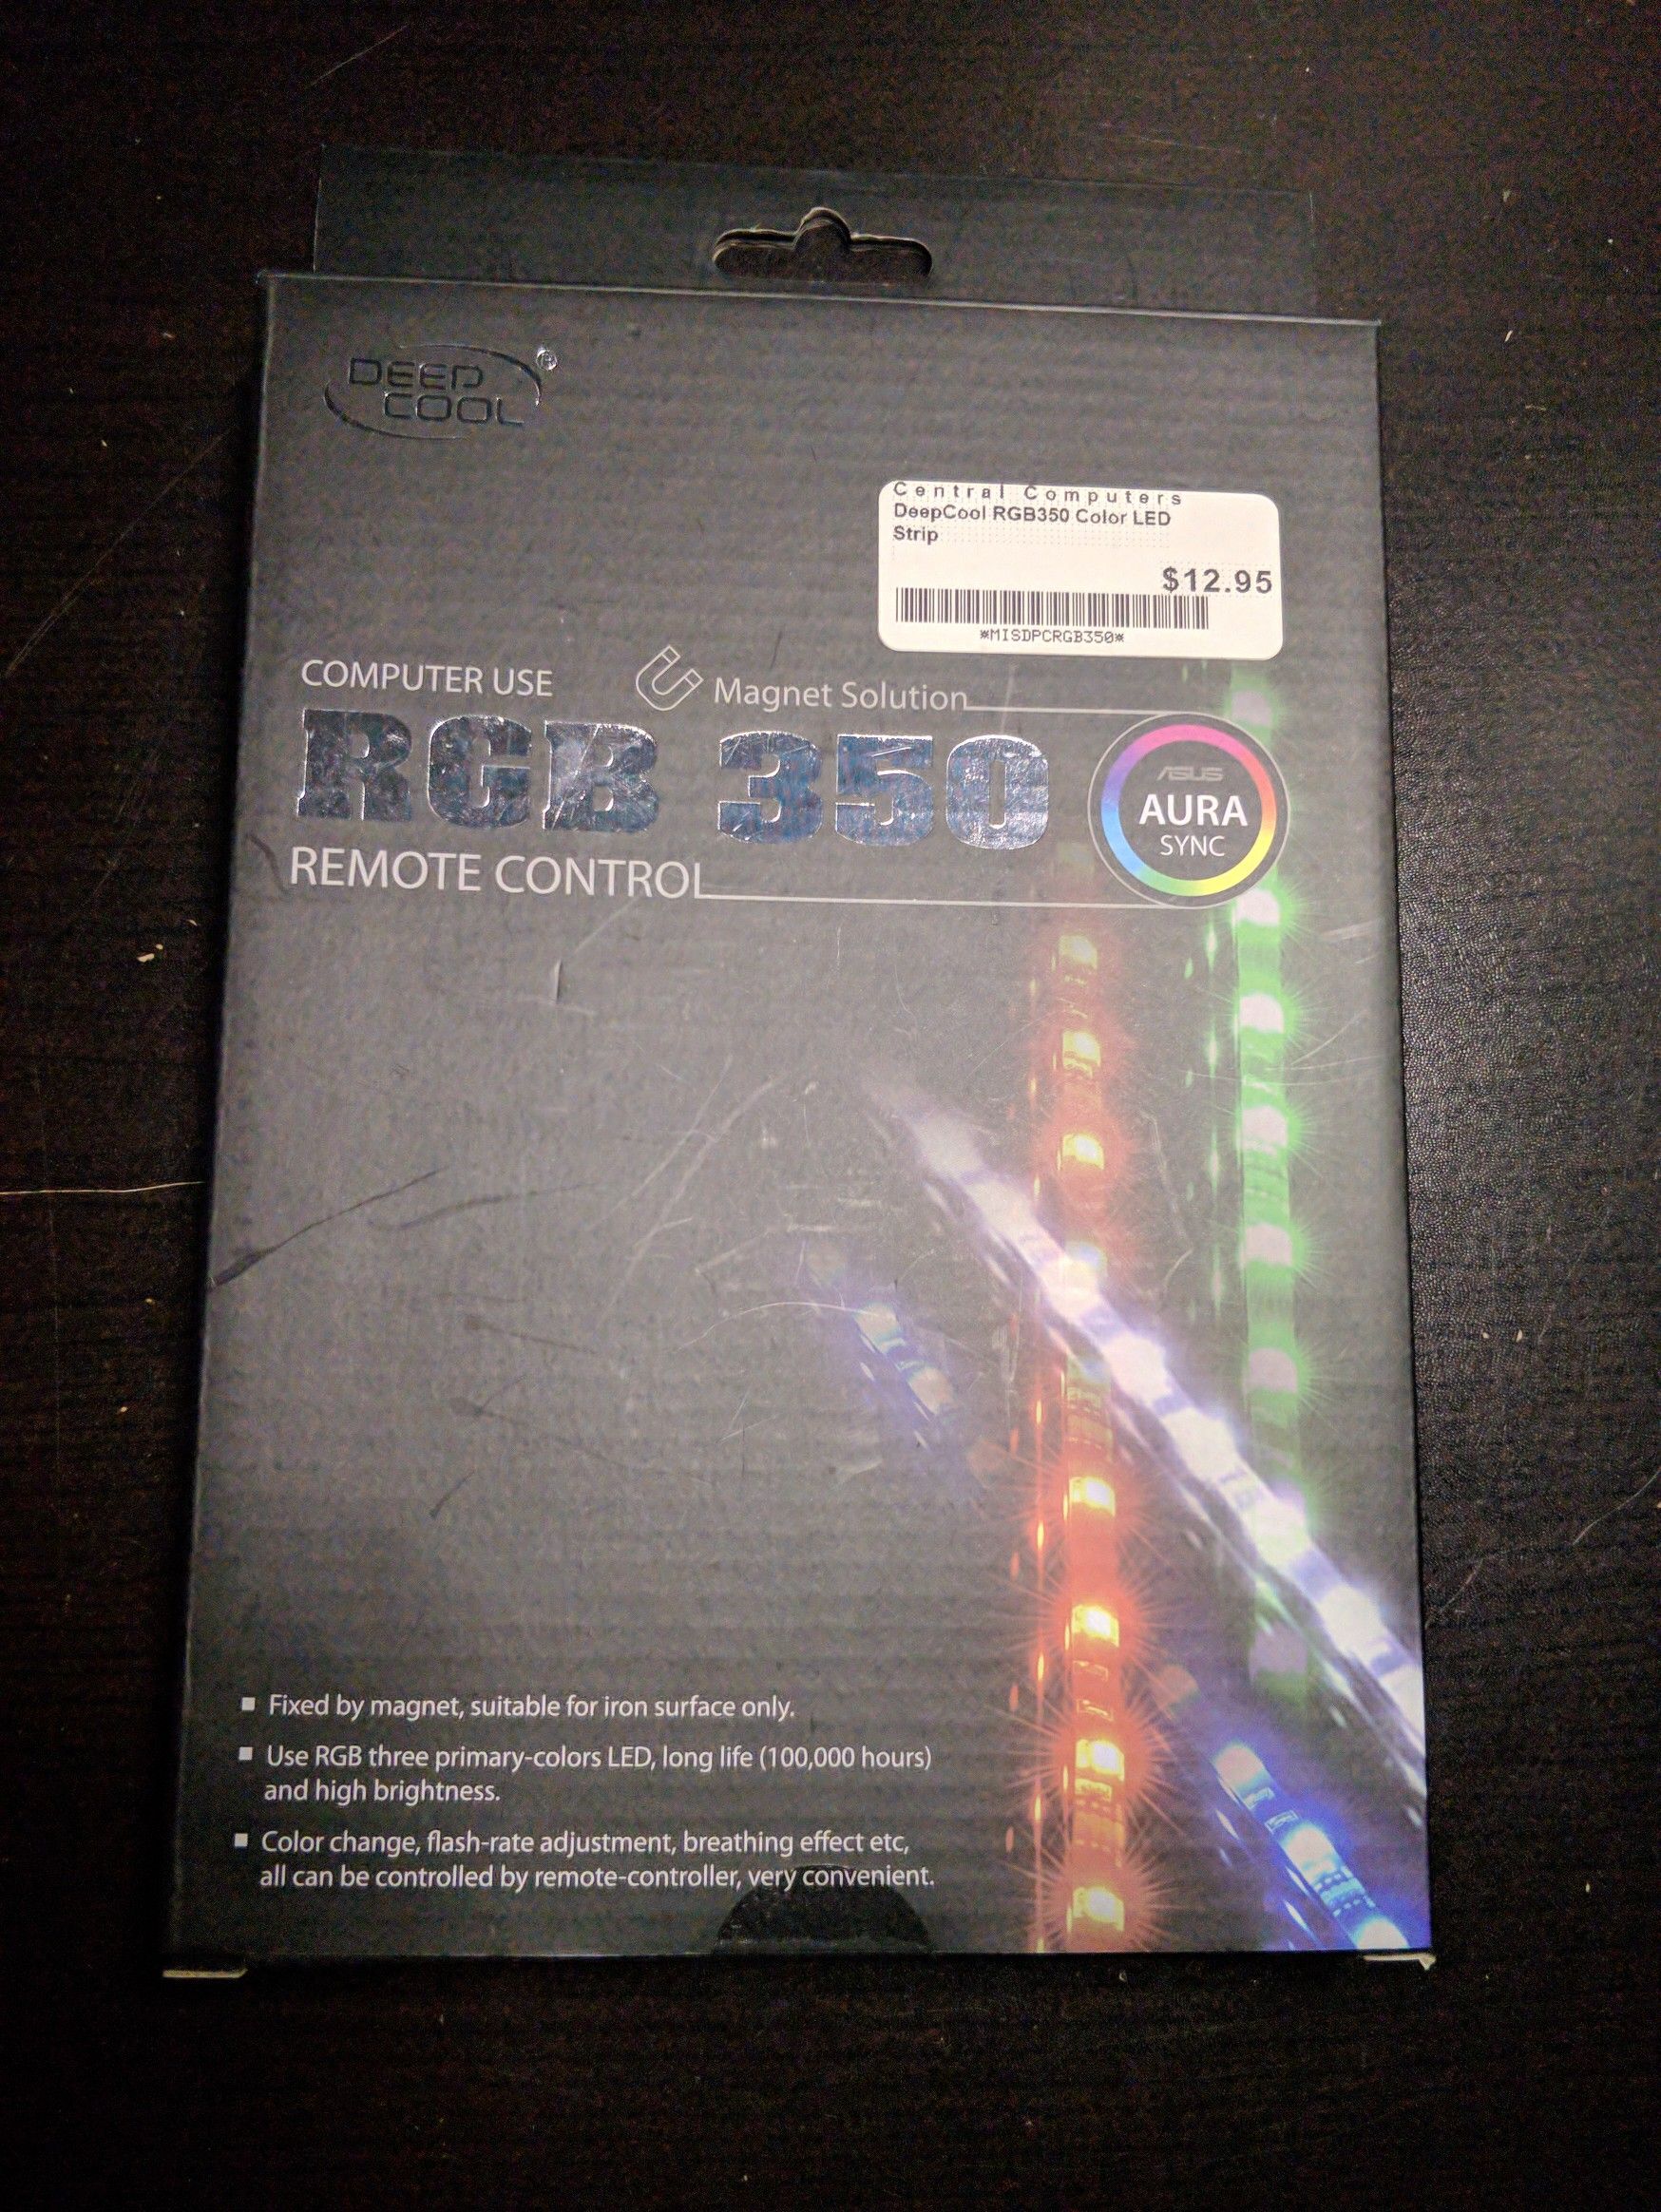 DEEP
COOL®
Central Computers
DeepCool RGB350 Color LED
Strip
$12.95
*MISDPCRGB350*
COMPUTER USE
Magnet Solution
RGB 350
REMOTE CONTROL
ASUS
AURA
SYNC
▪ Fixed by magnet, suitable for iron surface only.
▪ Use RGB three primary-colors LED, long life (100,000 hours)
and high brightness.
▪ Color change, flash-rate adjustment, breathing effect etc,
all can be controlled by remote-controller, very convenient.